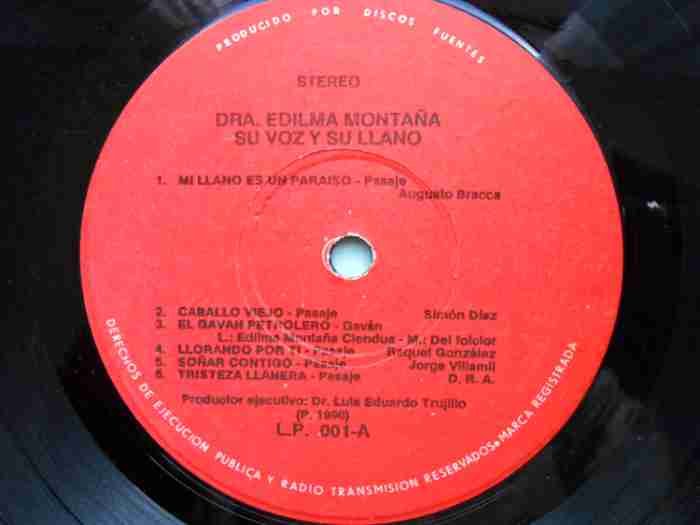 PRODUCIDO POR DISCOS FUENTES
STEREO
DRA. EDILMA MONTAÑA
SU VOZ Y SU LLANO
1. MI LLANO ES UN PARAISO - Pasaje
Augusto Bracca
2. CABALLO VIEJO - Pasaje Simón Díaz
3. EL GAVAN PETROLERO - Gaván
L.: Edilma Montaña Ciendua - M.: Del folclor
4. LLORANDO POR TI - Pasaje Raquel González
5. SOÑAR CONTIGO - Pasaje Jorge Villamil
6. TRISTEZA LLANERA - Pasaje D. R. A.
Productor ejecutivo: Dr. Luis Eduardo Trujillo
(P. 1990)
L.P. 001-A
DERECHOS DE EJECUCION PUBLICA Y RADIO TRANSMISION RESERVADOS • MARCA REGISTRADA